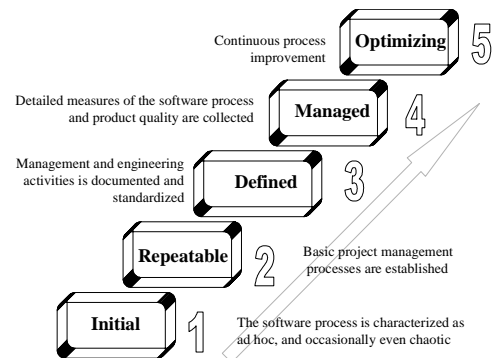 Continuous process
improvement
Optimizing
5
Detailed measures of the software process
and product quality are collected
Managed
4
Management and engineering
activities is documented and
standardized
Defined
3
Repeatable
2
Basic project management
processes are established
Initial
1
The software process is characterized as
ad hoc, and occasionally even chaotic